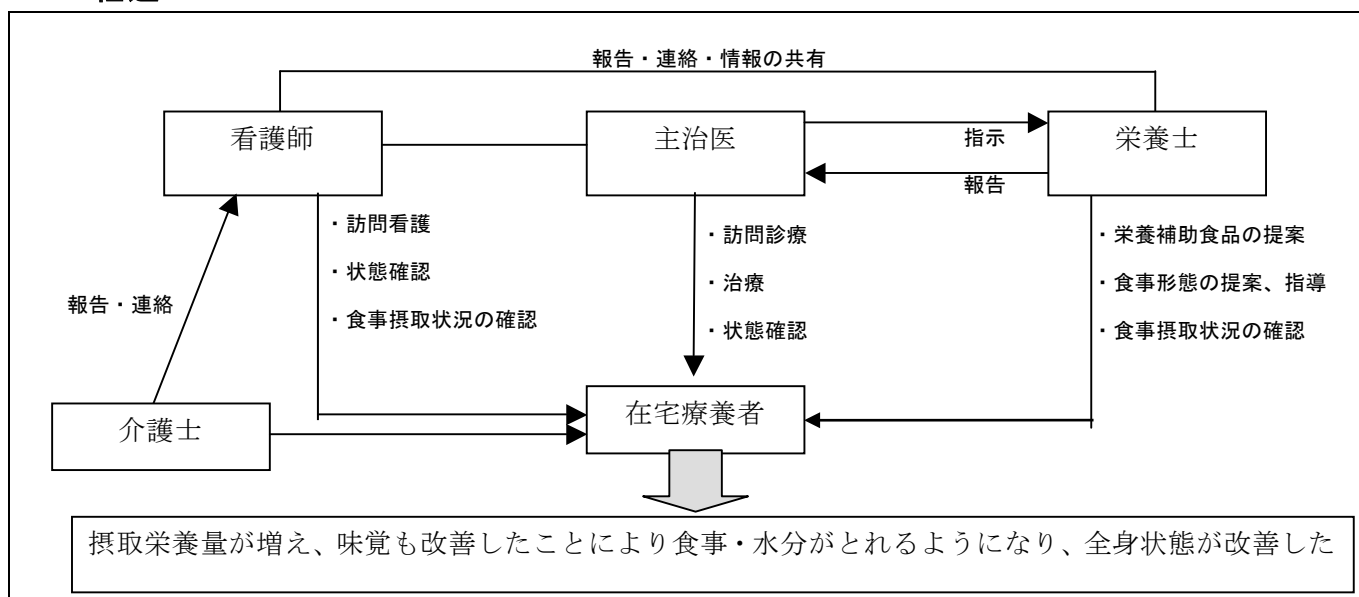 報告・連絡・情報の共有
看護師
主治医
栄養士
指示
報告
・訪問看護
・状態確認
・食事摂取状況の確認
・訪問診療
・治療
・状態確認
・栄養補助食品の提案
・食事形態の提案、指導
・食事摂取状況の確認
報告・連絡
介護士
在宅療養者
摂取栄養量が増え、味覚も改善したことにより食事・水分がとれるようになり、全身状態が改善した